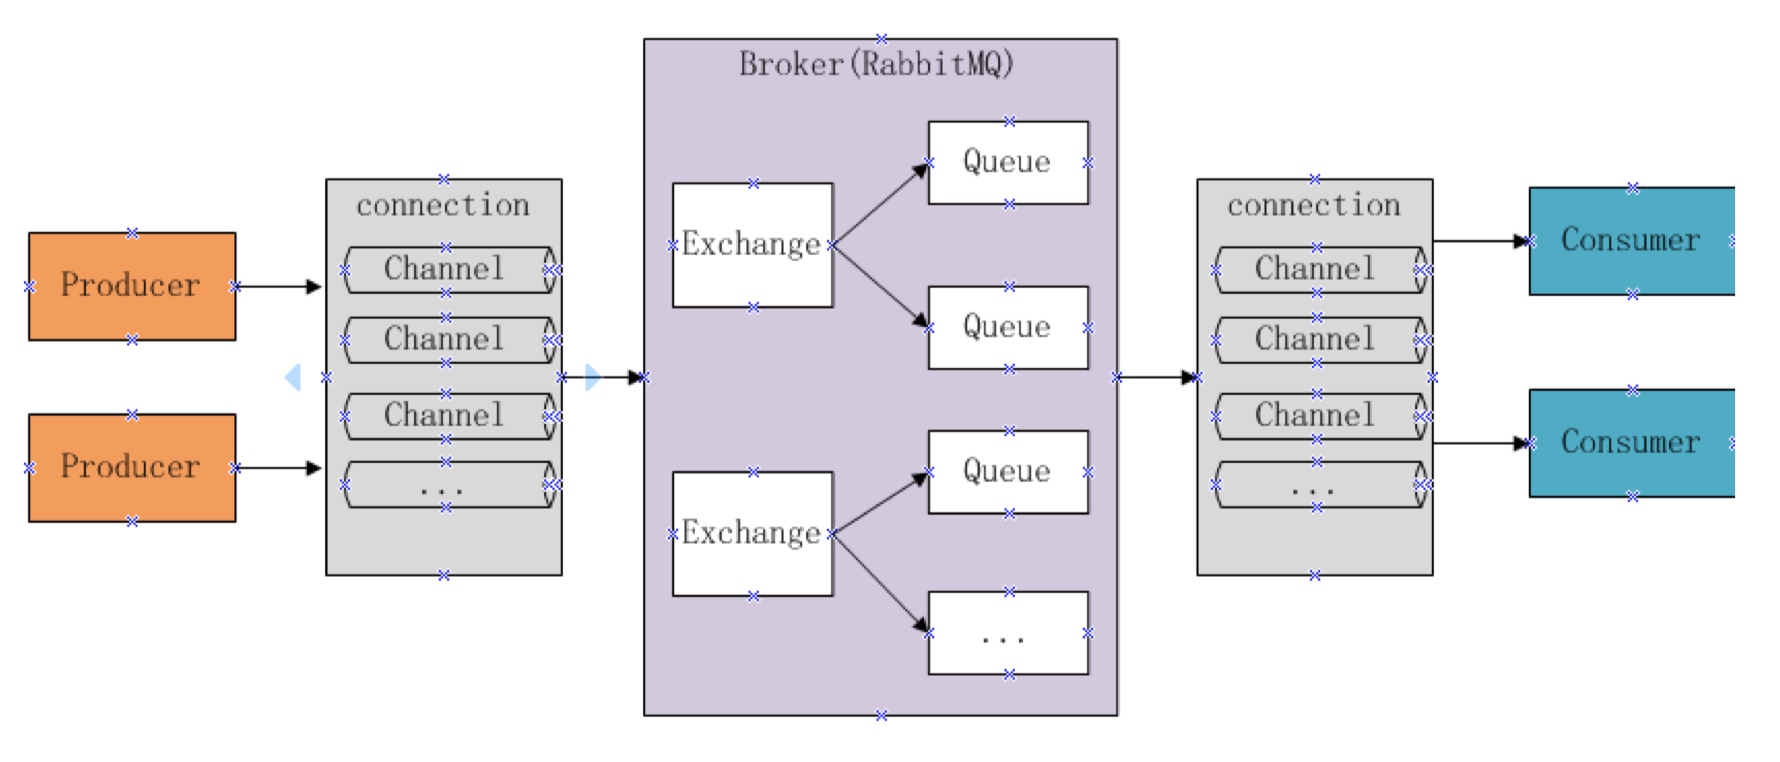 Broker(RabbitMQ)
Producer
Producer
connection
Channel
Channel
Channel
...
Exchange
Queue
Queue
Exchange
Queue
...
connection
Channel
Channel
Channel
...
Consumer
Consumer